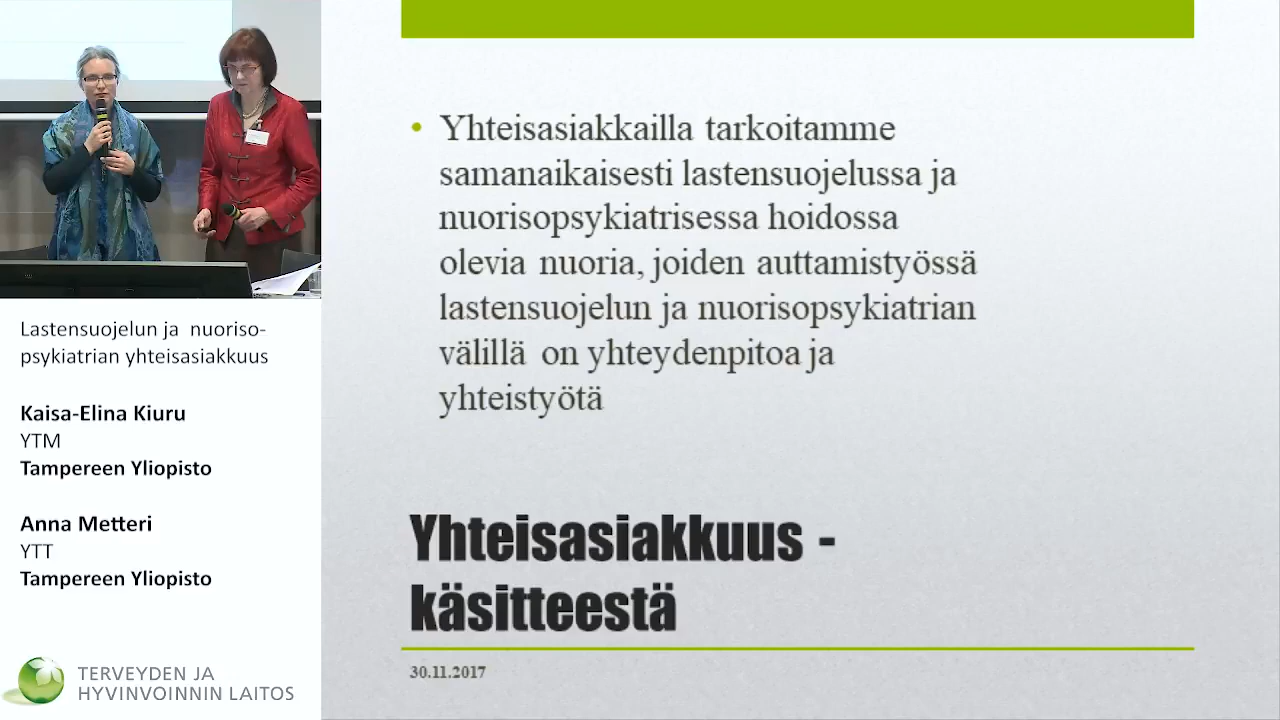 Lastensuojelun ja nuoriso-
psykiatrian yhteisasiakkuus
Kaisa-Elina Kiuru
YTM
Tampereen Yliopisto
Anna Metteri
YTT
Tampereen Yliopisto
TERVEYDEN JA
HYVINVOINNIN LAITOS
• Yhteisasiakkailla tarkoitamme
samanaikaisesti lastensuojelussa ja
nuorisopsykiatrisessa hoidossa
olevia nuoria, joiden auttamistyössä
lastensuojelun ja nuorisopsykiatrian
välillä on yhteydenpitoa ja
yhteistyötä
Yhteisasiakkuus -
käsitteestä
30.11.2017